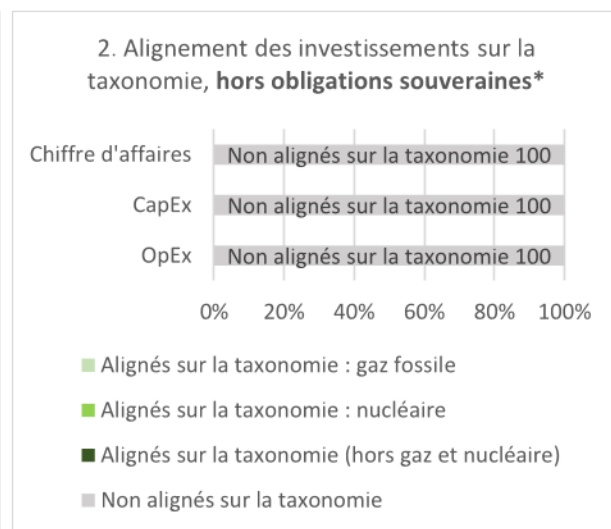 2. Alignement des investissements sur la
taxonomie, hors obligations souveraines*
Chiffre d'affaires
Non alignés sur la taxonomie 100
CapEx
Non alignés sur la taxonomie 100
OpEx
Non alignés sur la taxonomie 100
0% 20% 40% 60% 80% 100%
Alignés sur la taxonomie : gaz fossile
Alignés sur la taxonomie : nucléaire
Alignés sur la taxonomie (hors gaz et nucléaire)
Non alignés sur la taxonomie